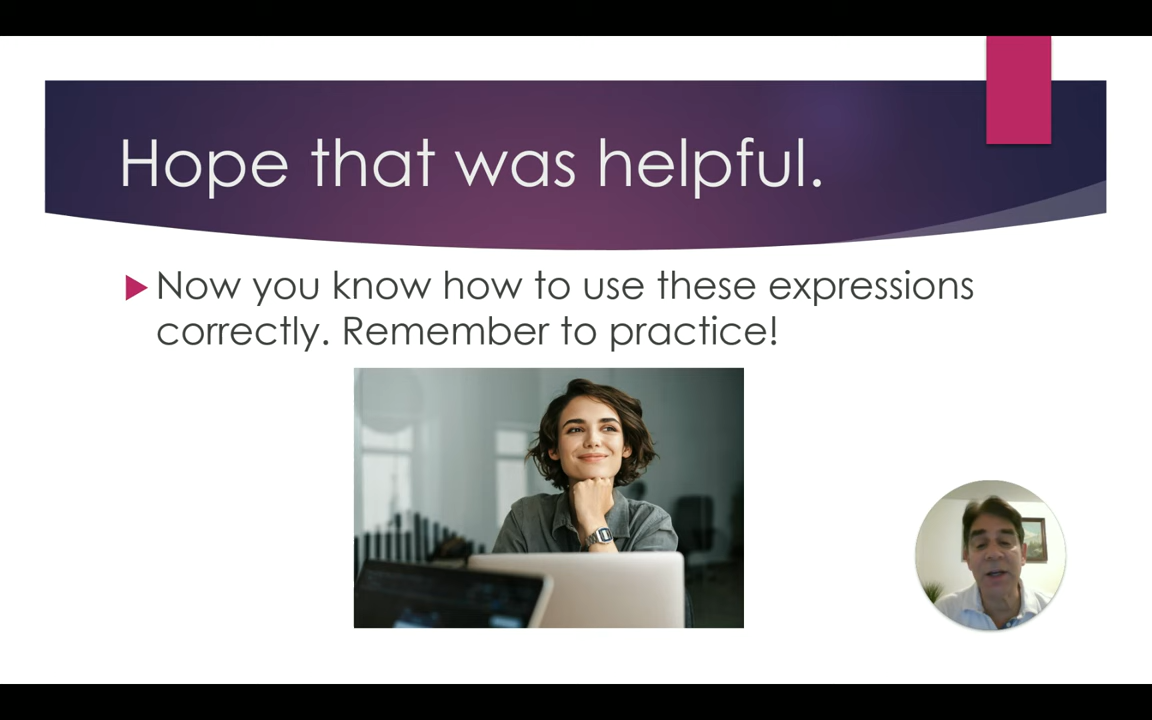 Hope that was helpful.
Now you know how to use these expressions
correctly. Remember to practice!